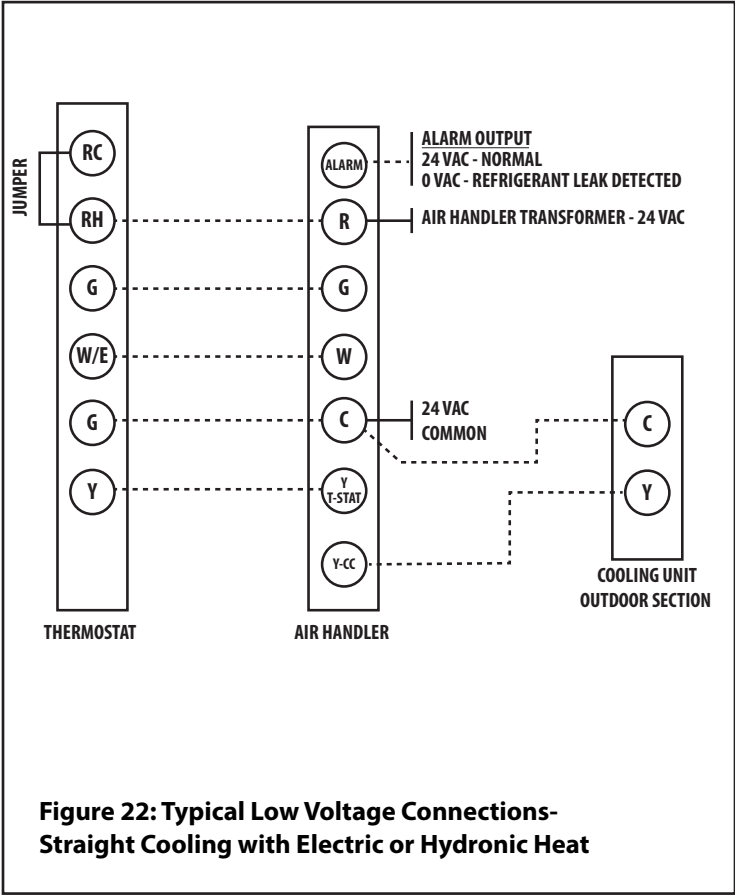 JUMPER
RC
RH
G
W/E
G
Y
THERMOSTAT
ALARM
R
G
W
C
Y
T-STAT
Y-CC
AIR HANDLER
ALARM OUTPUT
24 VAC - NORMAL
0 VAC - REFRIGERANT LEAK DETECTED
AIR HANDLER TRANSFORMER - 24 VAC
24 VAC
COMMON
C
Y
COOLING UNIT
OUTDOOR SECTION
Figure 22: Typical Low Voltage Connections-
Straight Cooling with Electric or Hydronic Heat